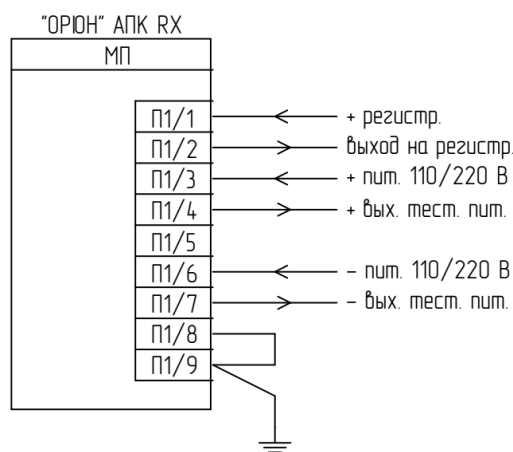 "ОРІОН" АПК RX
МП
П1/1 + регистр.
П1/2 выход на регистр.
П1/3 + пит. 110/220 В
П1/4 + вых. тест. пит.
П1/5
П1/6 - пит. 110/220 В
П1/7 - вых. тест. пит.
П1/8
П1/9